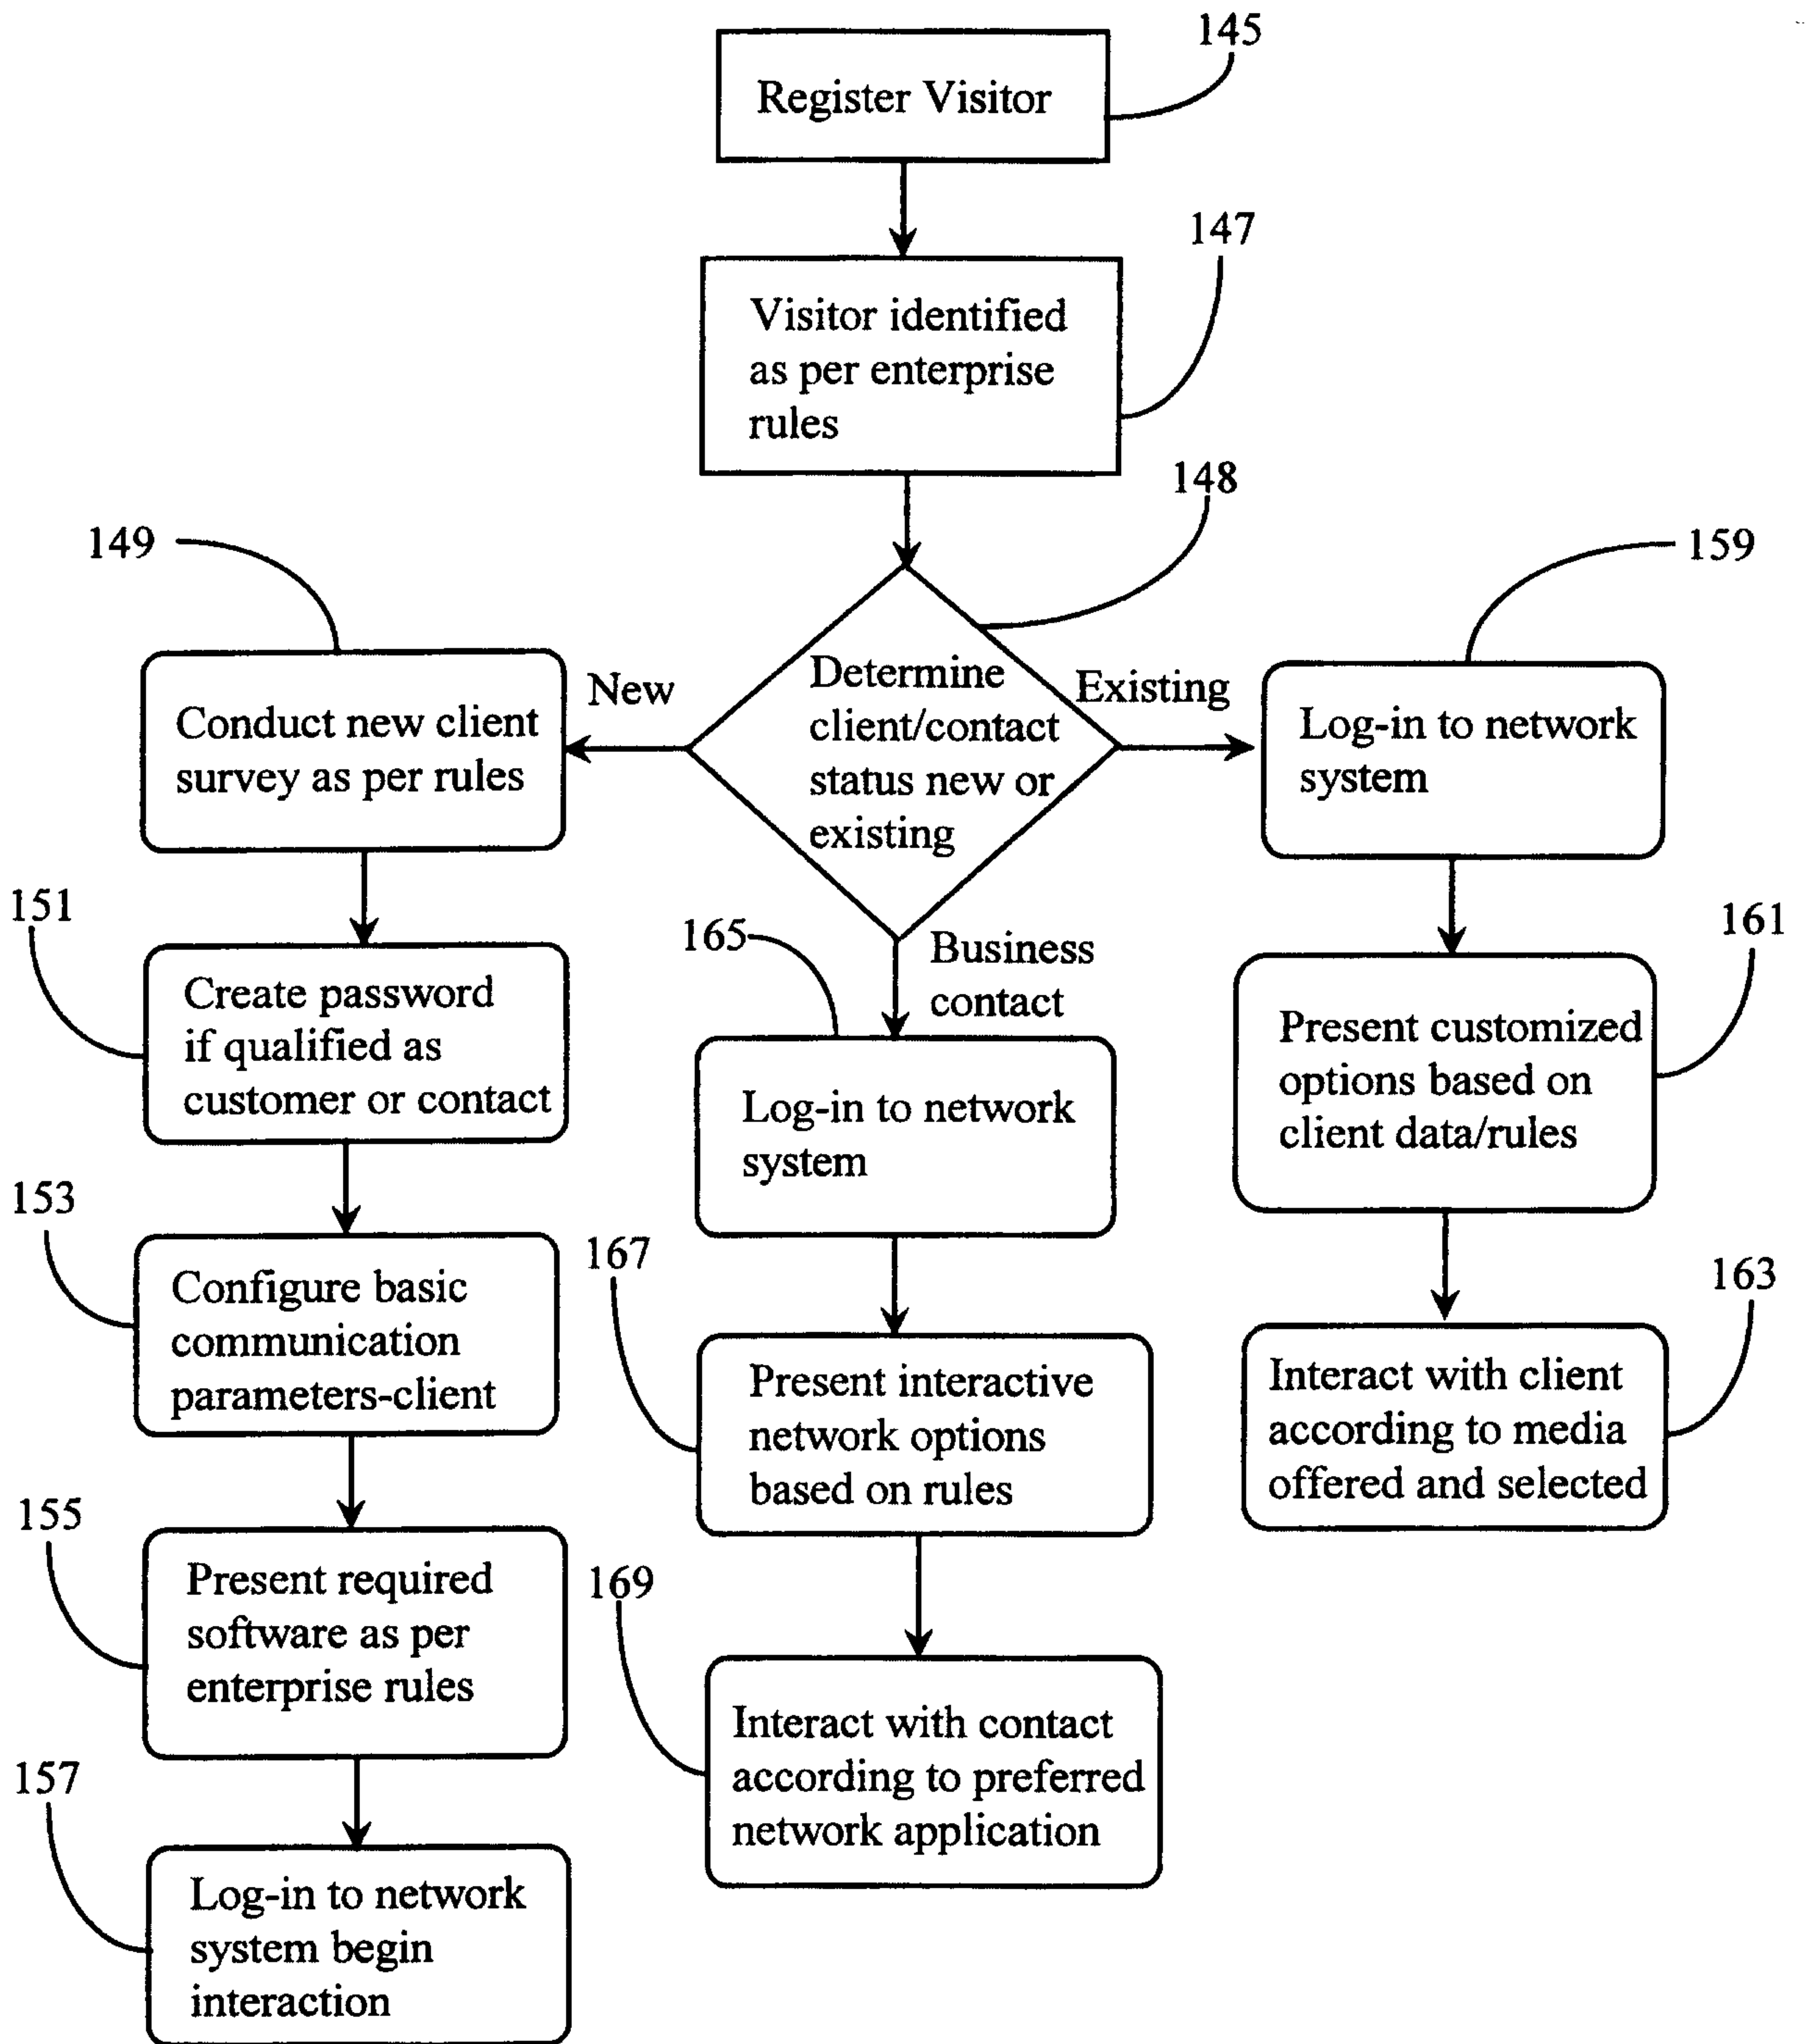 145
Register Visitor
147
Visitor identified
as per enterprise
rules
148
149
159
New
Existing
Determine
client/contact
status new or
existing
Conduct new client
survey as per rules
Log-in to network
system
151
165
Business
contact
161
Create password
if qualified as
customer or contact
Log-in to network
system
Present customized
options based on
client data/rules
153
167
163
Configure basic
communication
parameters-client
Present interactive
network options
based on rules
Interact with client
according to media
offered and selected
155
169
Present required
software as per
enterprise rules
Interact with contact
according to preferred
network application
157
Log-in to network
system begin
interaction